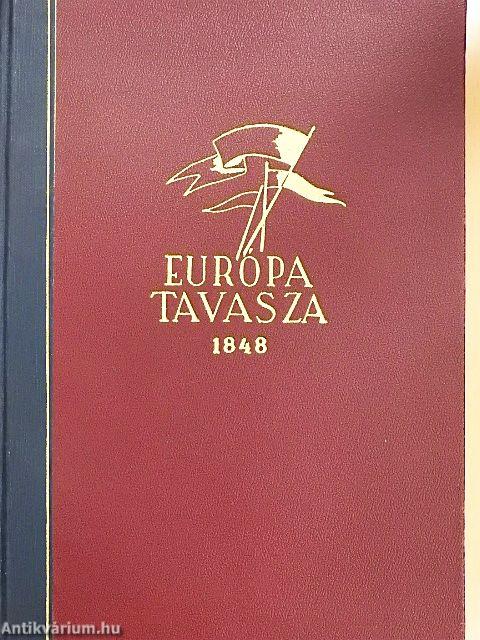 EURÓPA
TAVASZA
1848
Antikvárium.hu